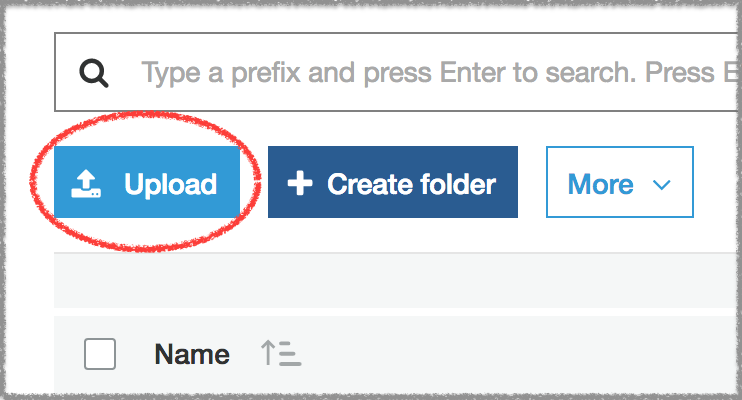 Type a prefix and press Enter to search. Press
Upload
Create folder
More
Name